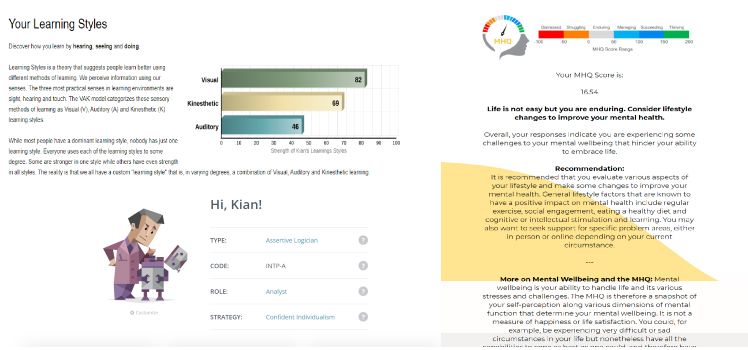 Your Learning Styles
Discover how you learn by hearing, seeing and doing.
Learning Styles is a theory that suggests people learn better using
different methods of learning. We perceive information using our
senses. The three most practical senses in learning environments are
sight, hearing and touch. The VAK model categorizes these sensory
methods of learning as Visual (V), Auditory (A) and Kinesthetic (K)
learning styles.
While most people have a dominant learning style, nobody has just one
learning style. Everyone uses each of the learning styles to some
degree. Some are stronger in one style while others have even strength
in all styles. The reality is that we all have a custom "learning style" that is, in varying degrees, a combination of Visual, Auditory and Kinesthetic learning.
Visual 82
Kinesthetic 69
Auditory 46
0 10 20 30 40 50 60 70 80 90 100
Strength of Kian's Learnings Styles
Hi, Kian!
TYPE: Assertive Logician ?
CODE: INTP-A ?
ROLE: Analyst ?
STRATEGY: Confident Individualism ?
Customize
MHQ
Distressed Struggling Enduring Managing Succeeding Thriving
-100 -50 0 50 100 150 200
MHQ Score Range
Your MHQ Score is:
16.54
Life is not easy but you are enduring. Consider lifestyle
changes to improve your mental health.
Overall, your responses indicate you are experiencing some
challenges to your mental wellbeing that hinder your ability
to embrace life.
Recommendation:
It is recommended that you evaluate various aspects of
your lifestyle and make some changes to improve your
mental health. General lifestyle factors that are known to
have a positive impact on mental health include regular
exercise, social engagement, eating a healthy diet and
cognitive or intellectual stimulation and learning. You may
also want to seek support for specific problem areas, either
in person or online depending on your current
circumstance.
---
More on Mental Wellbeing and the MHQ: Mental
wellbeing is your ability to handle life and its various
stresses and challenges. The MHQ is therefore a snapshot of
your self-perception along various dimensions of mental
function that determine your mental wellbeing. It is not a
measure of happiness or life satisfaction. You could, for
example, be experiencing very difficult or sad
circumstances in your life but nonetheless have all the